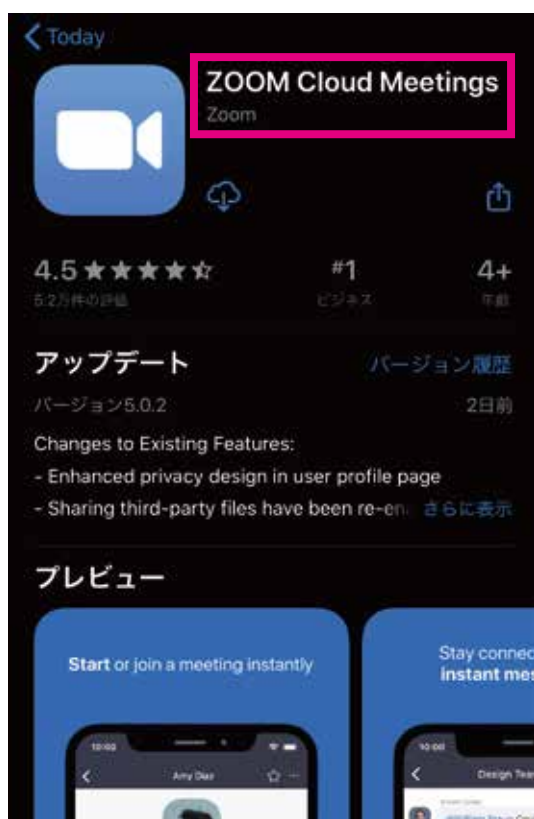 Today
ZOOM Cloud Meetings
Zoom
4.5
#1
4+
5.2万件の評価
ビジネス
年齢
アップデート
バージョン履歴
バージョン5.0.2
2日前
Changes to Existing Features:
- Enhanced privacy design in user profile page
- Sharing third-party files have been re-en
さらに表示
プレビュー
Start or join a meeting instantly
Stay connec
instant mes
10:00
10:00
Amy Diaz
Design Team